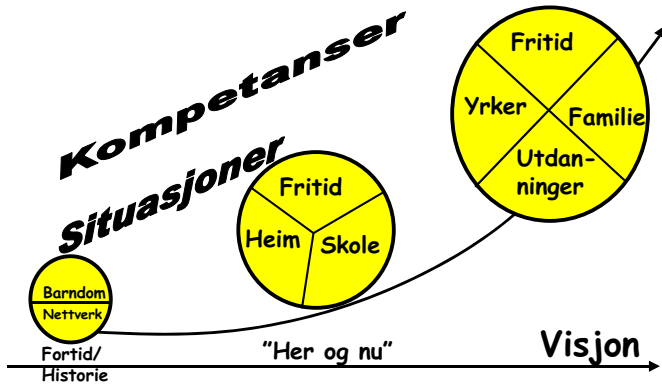 Kompetanser
Situasjoner
Fritid
Yrker
Familie
Utdan-
ninger
Fritid
Heim
Skole
Barndom
Nettverk
Fortid/
Historie
”Her og nu”
Visjon